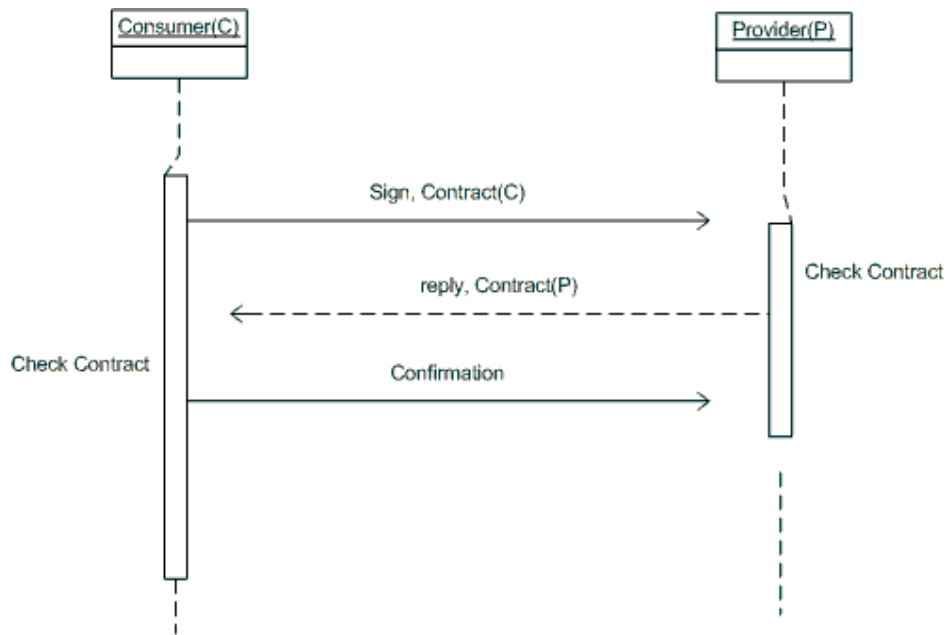 Consumer(C)
Provider(P)
Sign, Contract(C)
Check Contract
reply, Contract(P)
Check Contract
Confirmation